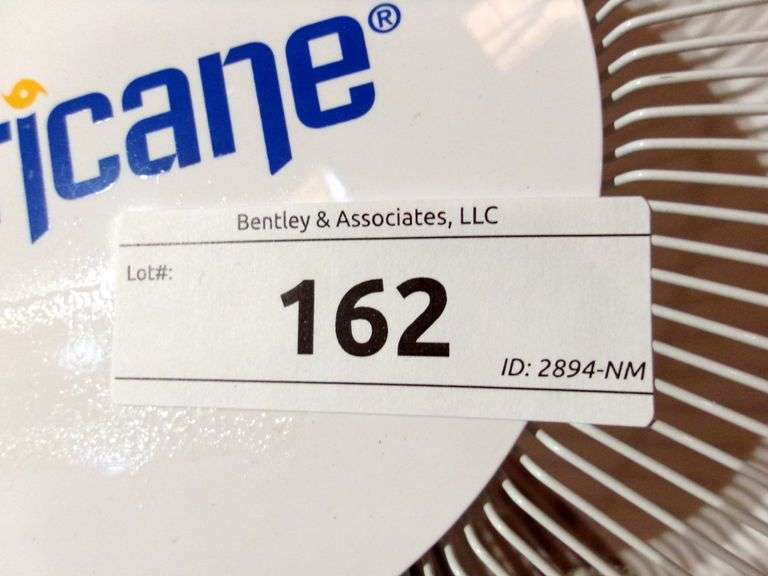 ricane®
Bentley & Associates, LLC
Lot#:
162
ID: 2894-NM